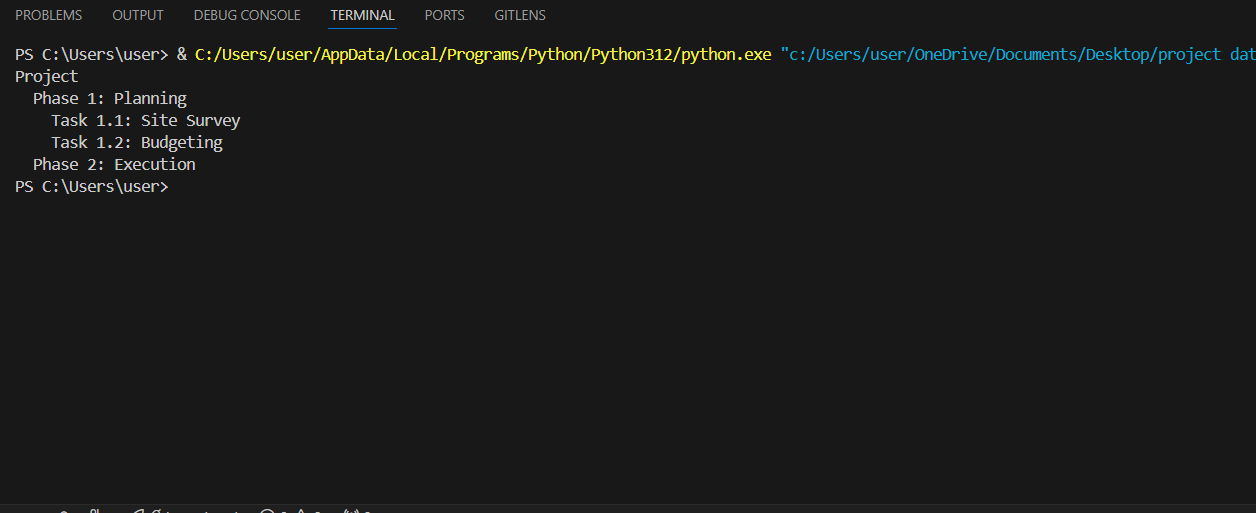 PROBLEMS OUTPUT DEBUG CONSOLE TERMINAL PORTS GITLENS
PS C:\Users\user> & C:/Users/user/AppData/Local/Programs/Python/Python312/python.exe "c:/Users/user/OneDrive/Documents/Desktop/project dat
Project
  Phase 1: Planning
    Task 1.1: Site Survey
    Task 1.2: Budgeting
  Phase 2: Execution
PS C:\Users\user>